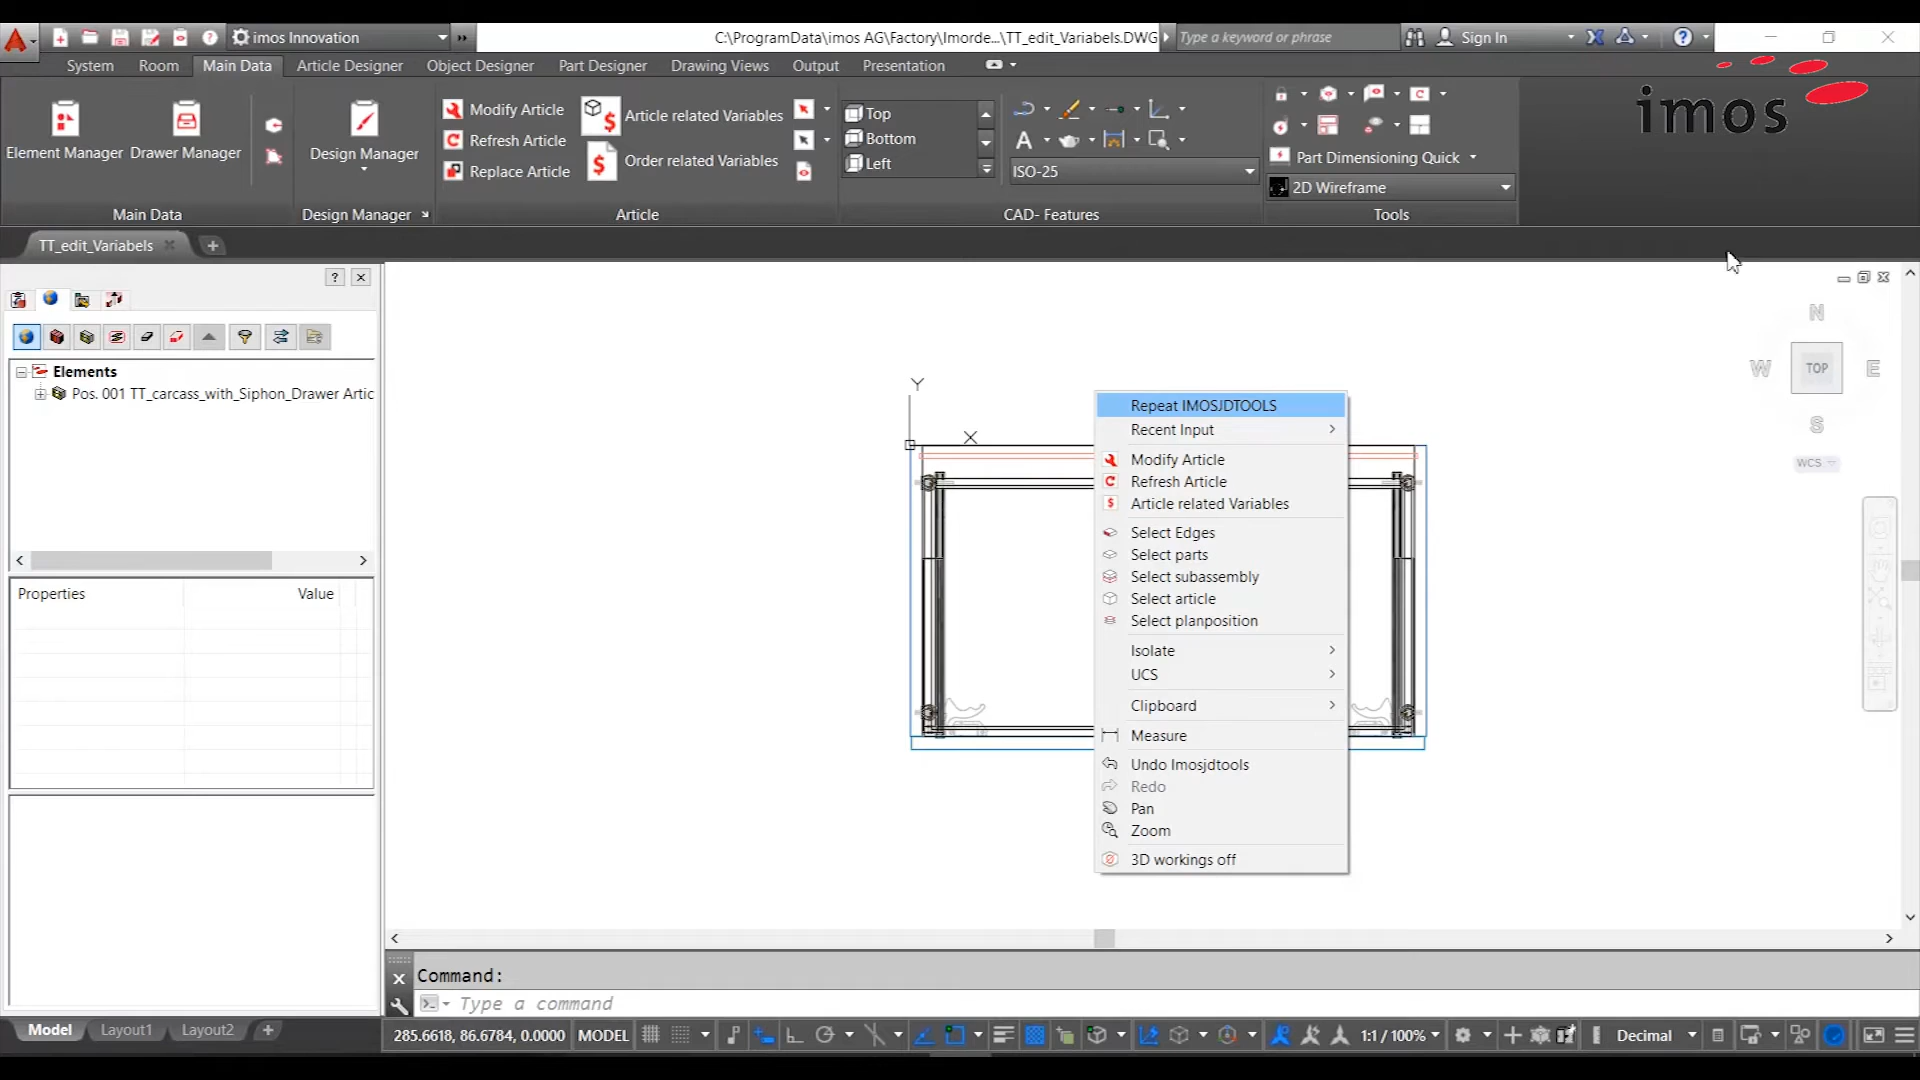 imos Innovation
C:\ProgramData\imos AG\Factory\Imorde...\TT_edit_Variabels.DWG
Type a keyword or phrase
Sign In
System
Room
Main Data
Article Designer
Object Designer
Part Designer
Drawing Views
Output
Presentation
imos
Element Manager
Drawer Manager
Main Data
Design Manager
Design Manager
Modify Article
Refresh Article
Replace Article
Article related Variables
Order related Variables
Article
Top
Bottom
Left
ISO-25
CAD- Features
Part Dimensioning Quick
2D Wireframe
Tools
TT_edit_Variabels
Elements
Pos. 001 TT_carcass_with_Siphon_Drawer Artic
Properties
Value
Y
X
Repeat IMOSJDTOOLS
Recent Input
Modify Article
Refresh Article
Article related Variables
Select Edges
Select parts
Select subassembly
Select article
Select planposition
Isolate
UCS
Clipboard
Measure
Undo Imosjdtools
Redo
Pan
Zoom
3D workings off
N
W
TOP
E
S
WCS
Command:
Type a command
Model
Layout1
Layout2
285.6618, 86.6784, 0.0000
MODEL
1:1 / 100%
Decimal